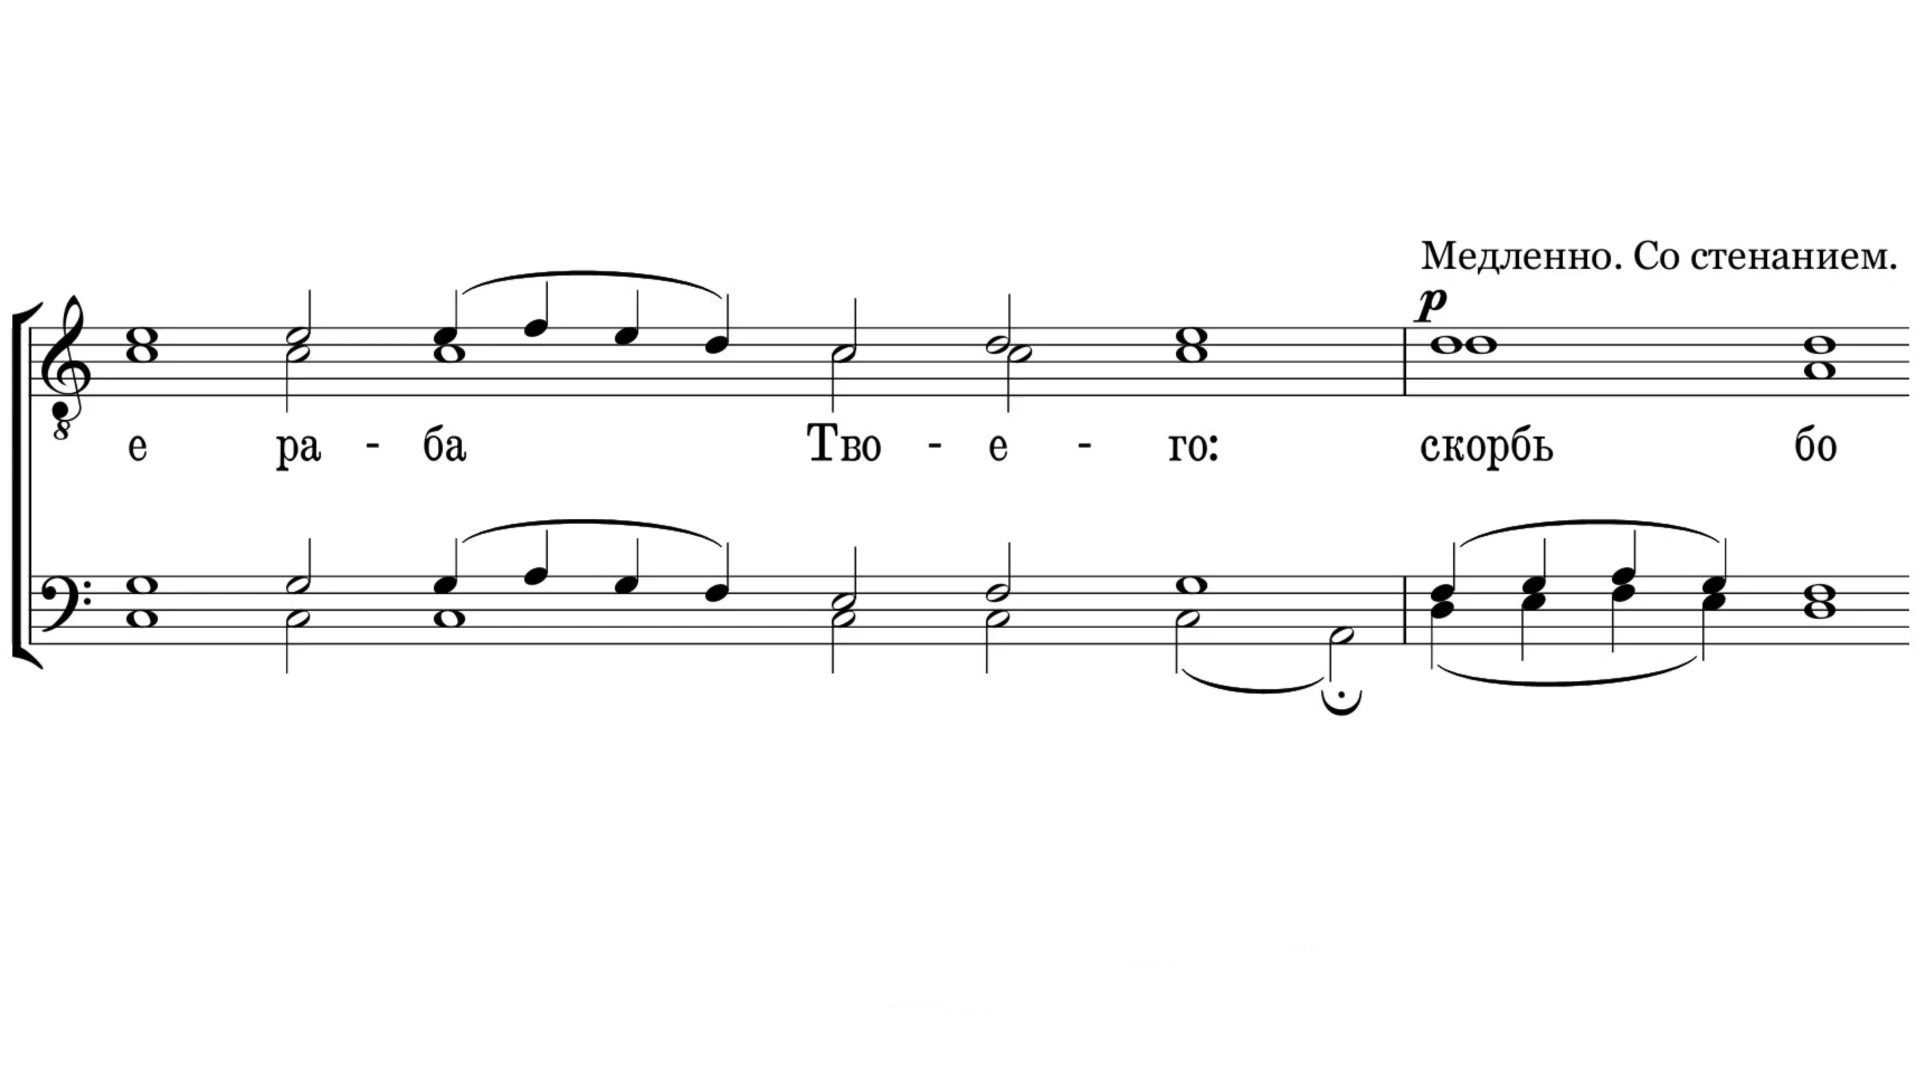 Медленно. Со стенанием.
p
е ра - ба Тво - е - го: скорбь бо